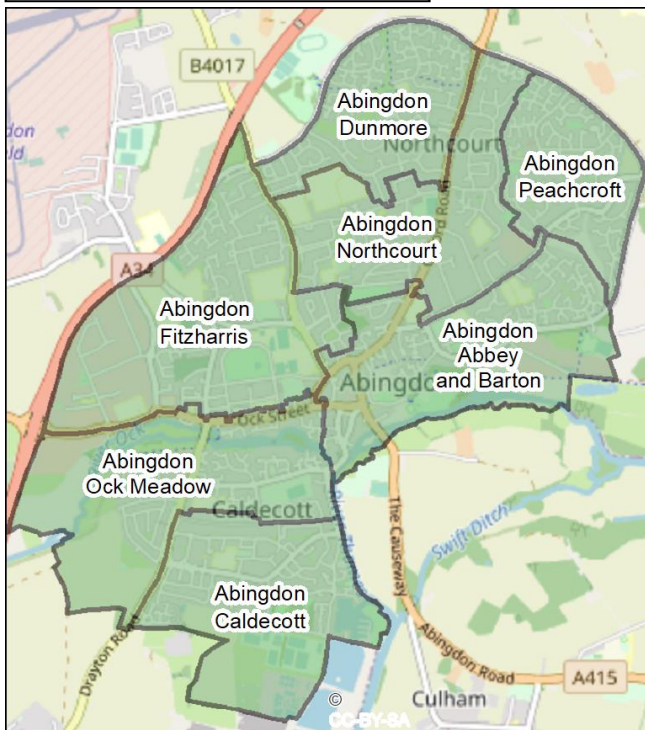 B4017
Abingdon
Dunmore
Northcourt
Abingdon
Peachcroft
Abingdon
Northcourt
A34
Abingdon
Fitzharris
Abingdon
Abbey
and Barton
Ock Street
Abingdon
Ock Meadow
Caldecott
The Causeway
Swift Ditch
Abingdon
Caldecott
Drayton Road
Abingdon Road
A415
Culham
©
CC-BY-SA